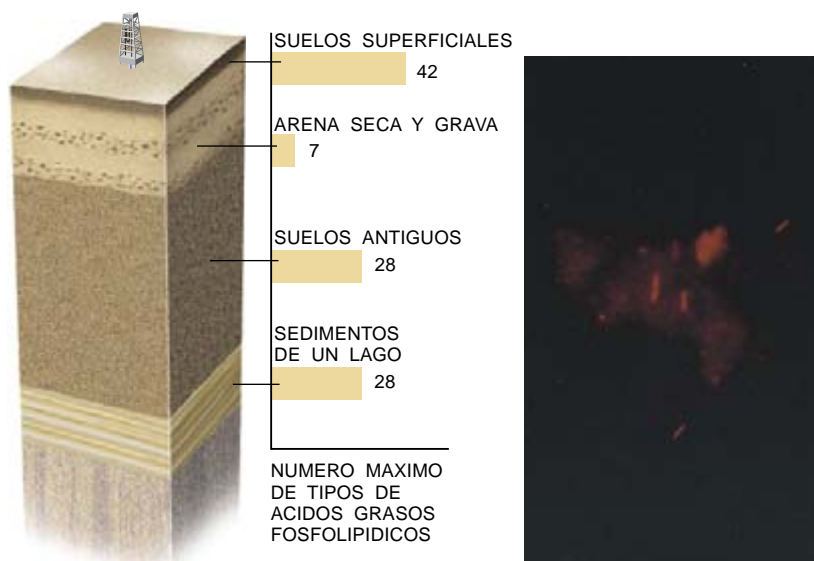 SUELOS SUPERFICIALES
42
ARENA SECA Y GRAVA
7
SUELOS ANTIGUOS
28
SEDIMENTOS
DE UN LAGO
28
NUMERO MAXIMO
DE TIPOS DE
ACIDOS GRASOS
FOSFOLIPIDICOS